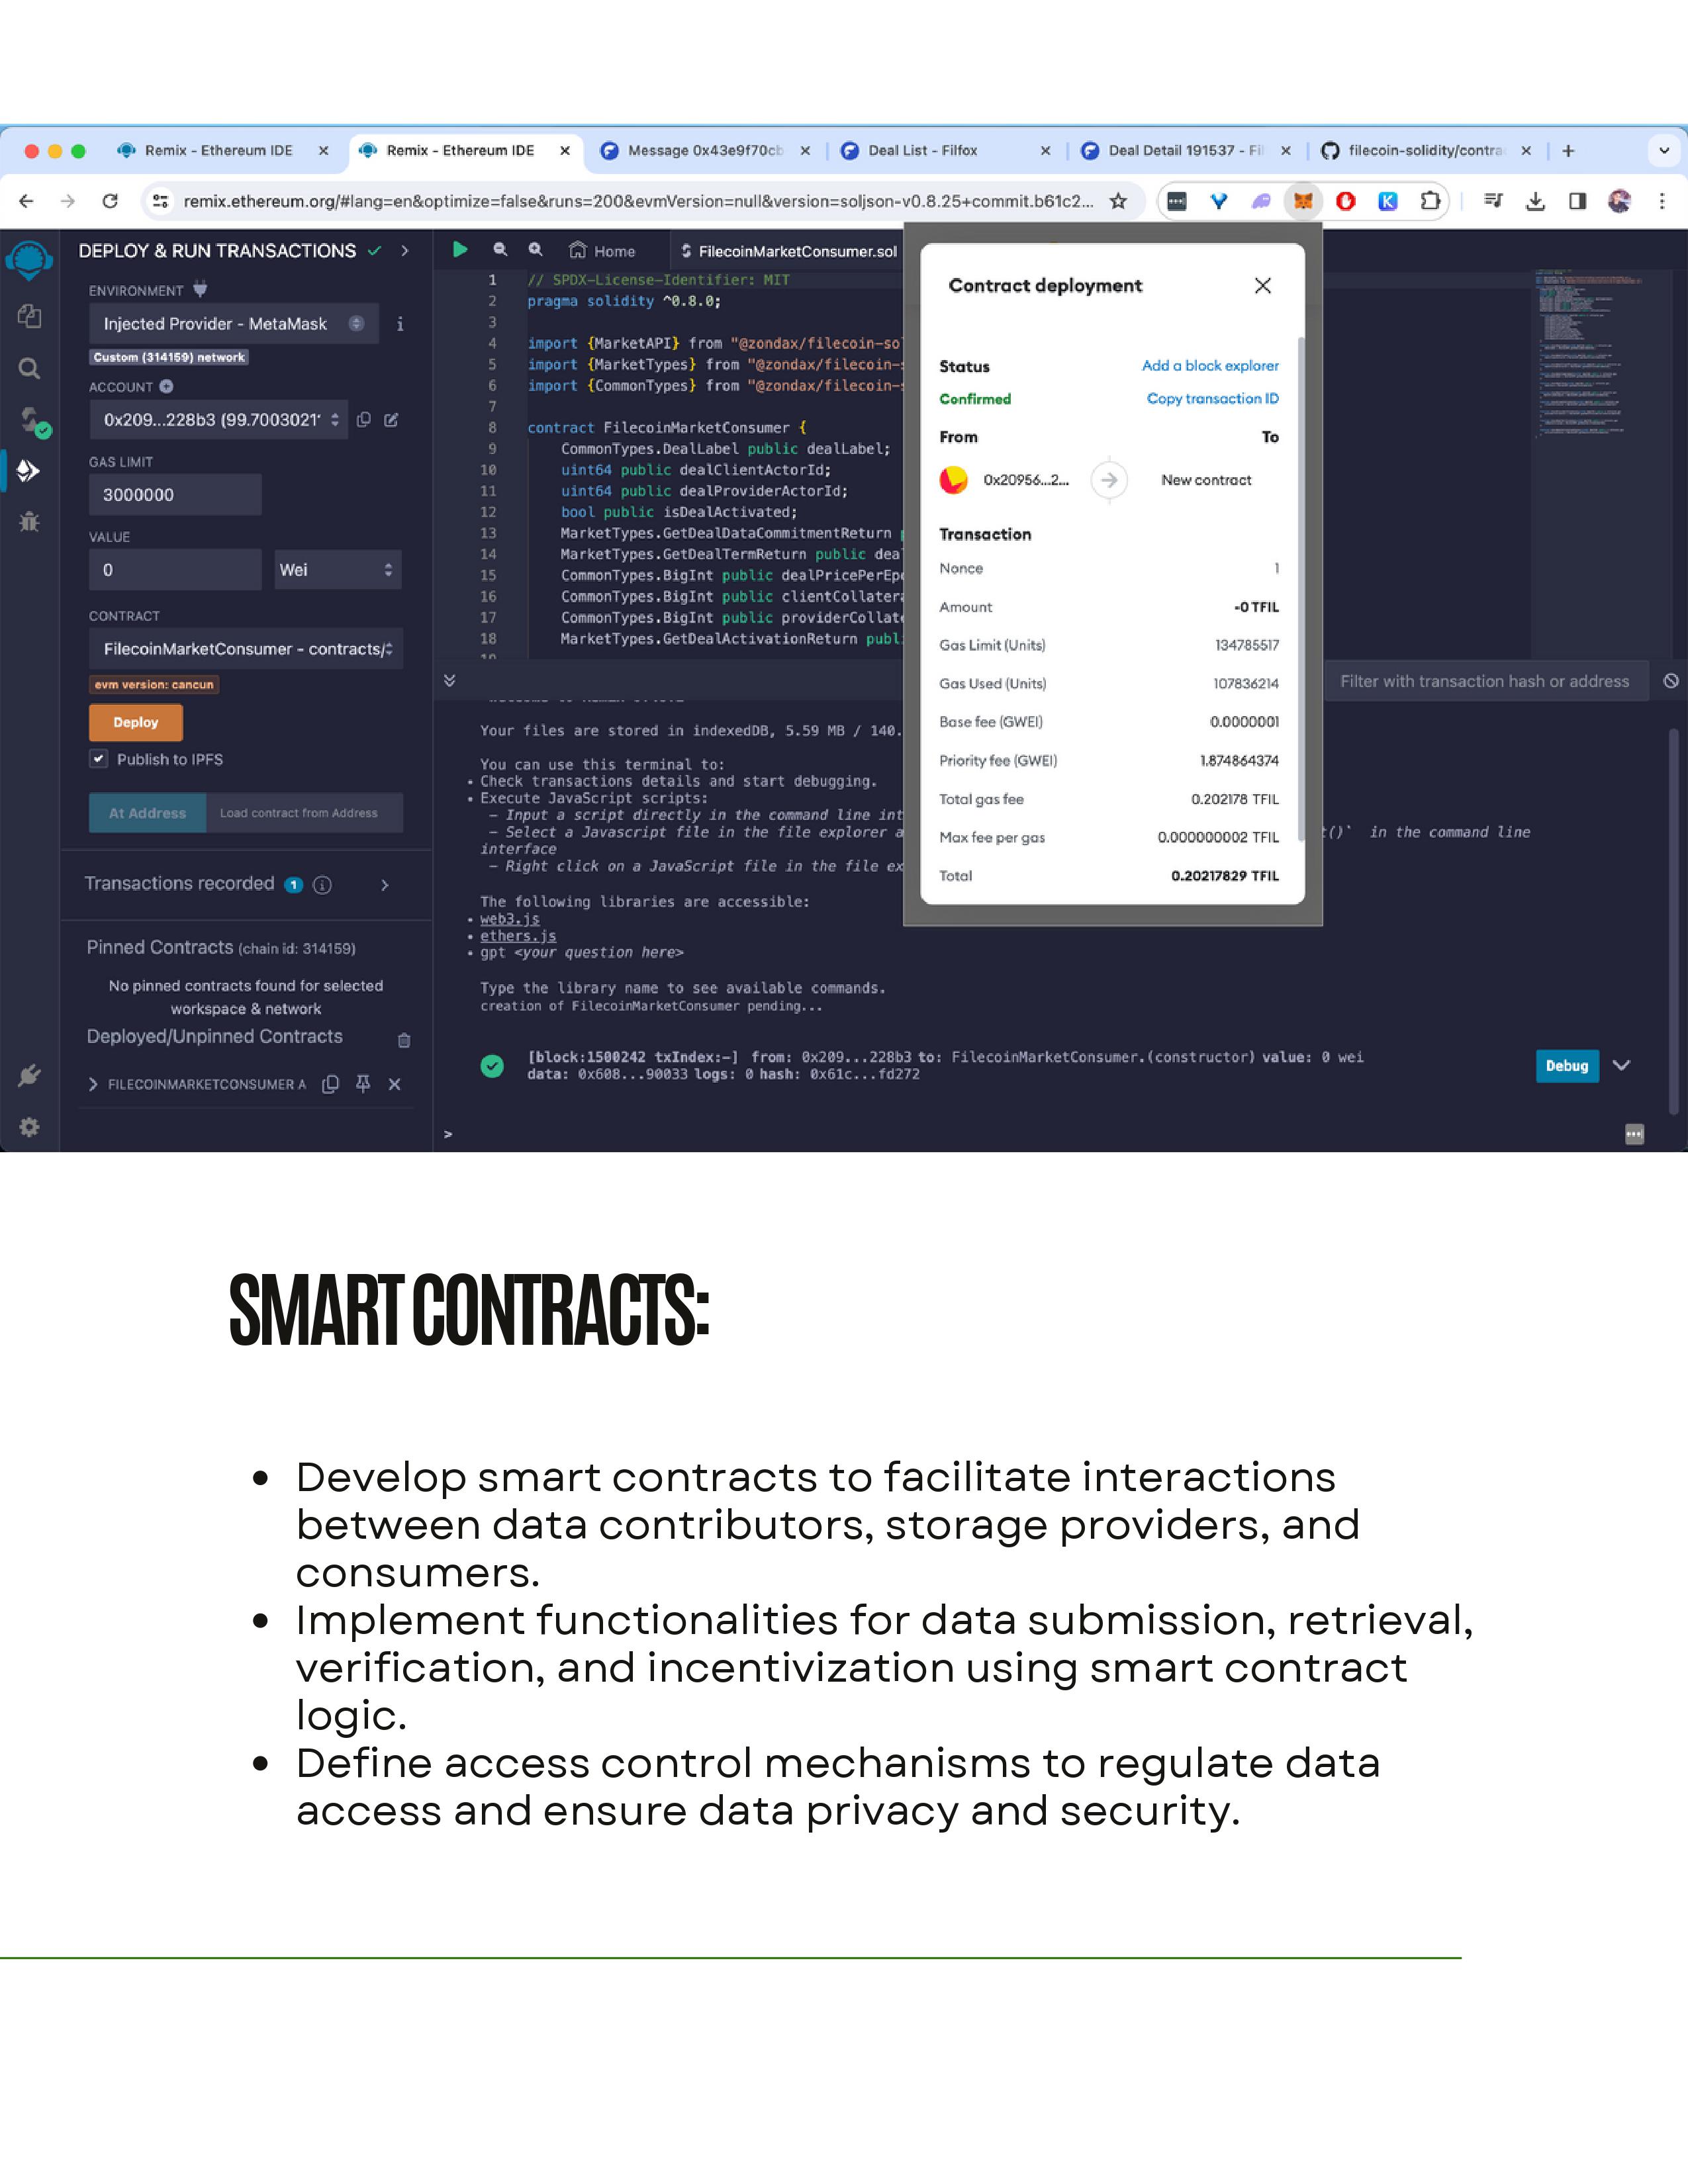 Remix - Ethereum IDE
Remix - Ethereum IDE
Message 0x43e9f70cb
Deal List - Filfox
Deal Detail 191537 - Fil
filecoin-solidity/contra
remix.ethereum.org/#lang=en&optimize=false&runs=200&evmVersion=null&version=soljson-v0.8.25+commit.b61c2...
DEPLOY & RUN TRANSACTIONS
ENVIRONMENT
Injected Provider - MetaMask
Custom (314159) network
ACCOUNT
0x209...228b3 (99.7003021
GAS LIMIT
3000000
VALUE
0
Wei
CONTRACT
FilecoinMarketConsumer - contracts/
evm version: cancun
Deploy
Publish to IPFS
At Address
Load contract from Address
Transactions recorded 1
Pinned Contracts (chain id: 314159)
No pinned contracts found for selected
workspace & network
Deployed/Unpinned Contracts
FILECOINMARKETCONSUMER A
Home
FilecoinMarketConsumer.sol
1 // SPDX-License-Identifier: MIT
2 pragma solidity ^0.8.0;
3
4 import {MarketAPI} from "@zondax/filecoin-so
5 import {MarketTypes} from "@zondax/filecoin-s
6 import {CommonTypes} from "@zondax/filecoin-s
7
8 contract FilecoinMarketConsumer {
9 CommonTypes.DealLabel public dealLabel;
10 uint64 public dealClientActorId;
11 uint64 public dealProviderActorId;
12 bool public isDealActivated;
13 MarketTypes.GetDealDataCommitmentReturn
14 MarketTypes.GetDealTermReturn public dea
15 CommonTypes.BigInt public dealPricePerEpo
16 CommonTypes.BigInt public clientCollatera
17 CommonTypes.BigInt public providerCollate
18 MarketTypes.GetDealActivationReturn publ
Filter with transaction hash or address
Your files are stored in indexedDB, 5.59 MB / 140.
You can use this terminal to:
• Check transactions details and start debugging.
• Execute JavaScript scripts:
– Input a script directly in the command line int
– Select a Javascript file in the file explorer a
t()` in the command line
interface
– Right click on a JavaScript file in the file ex
The following libraries are accessible:
• web3.js
• ethers.js
• gpt <your question here>
Type the library name to see available commands.
creation of FilecoinMarketConsumer pending...
[block:1500242 txIndex:-] from: 0x209...228b3 to: FilecoinMarketConsumer.(constructor) value: 0 wei
data: 0x608...90033 logs: 0 hash: 0x61c...fd272
Debug
>
Contract deployment
Status
Add a block explorer
Confirmed
Copy transaction ID
From To
0x20956...2...
New contract
Transaction
Nonce 1
Amount -0 TFIL
Gas Limit (Units) 134785517
Gas Used (Units) 107836214
Base fee (GWEI) 0.0000001
Priority fee (GWEI) 1.874864374
Total gas fee 0.202178 TFIL
Max fee per gas 0.000000002 TFIL
Total 0.20217829 TFIL
SMART CONTRACTS:
• Develop smart contracts to facilitate interactions
between data contributors, storage providers, and
consumers.
• Implement functionalities for data submission, retrieval,
verification, and incentivization using smart contract
logic.
• Define access control mechanisms to regulate data
access and ensure data privacy and security.